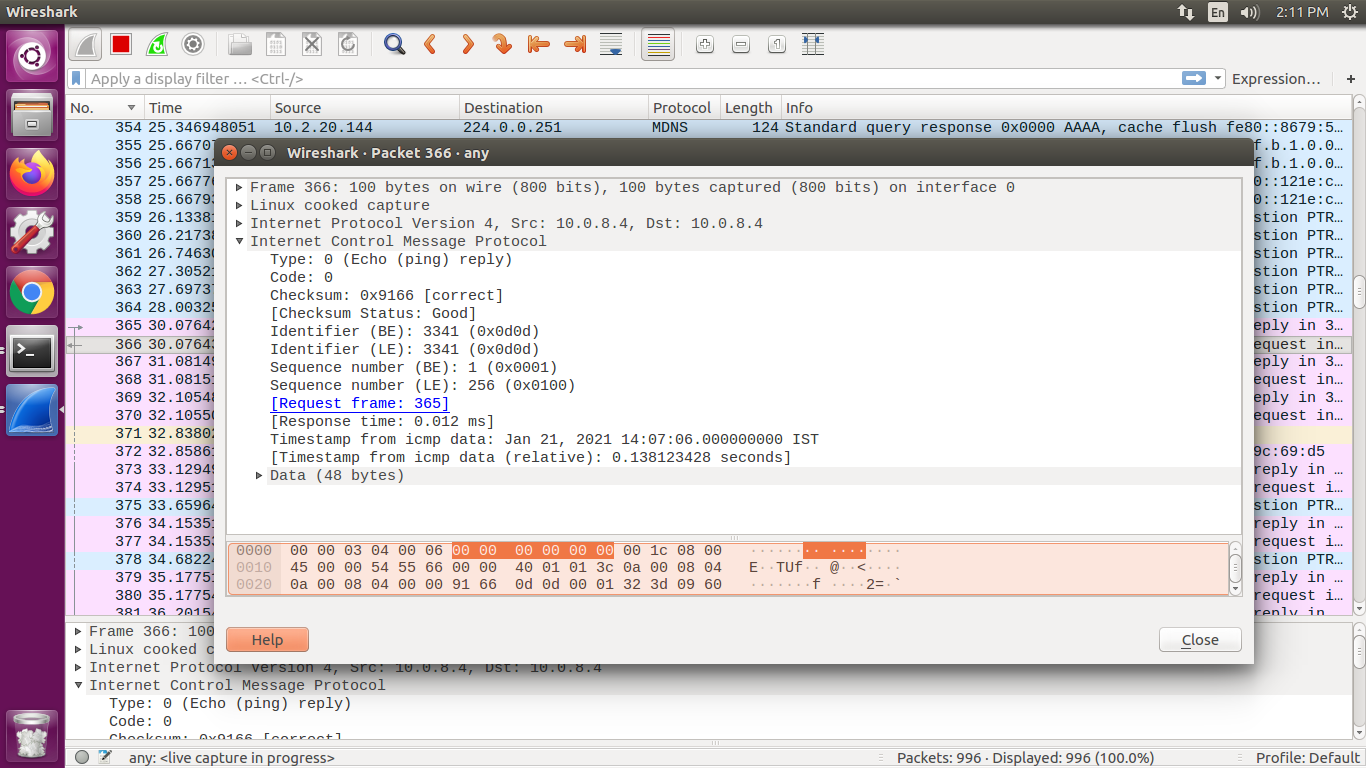 Wireshark
En
2:11 PM
Apply a display filter … <Ctrl-/>
Expression…
+
No. Time Source Destination Protocol Length Info
354 25.346948051 10.2.20.144 224.0.0.251 MDNS 124 Standard query response 0x0000 AAAA, cache flush fe80::8679:5…
355 25.66707 f.b.1.0.0…
356 25.6671 f.b.1.0.0…
357 25.6677 0::121e:c…
358 25.6679 0::121e:c…
359 26.1338 stion PTR…
360 26.21738 stion PTR…
361 26.74630 stion PTR…
362 27.3052 stion PTR…
363 27.6973 stion PTR…
364 28.00325 stion PTR…
365 30.07642 eply in 3…
366 30.07643 equest in…
367 31.08149 eply in 3…
368 31.0815 equest in…
369 32.10548 eply in 3…
370 32.10550 equest in…
371 32.83802
372 32.8586 9c:69:d5
373 33.12949 reply in …
374 33.1295 request i…
375 33.65964 stion PTR…
376 34.1535 reply in …
377 34.1535 request i…
378 34.68224 stion PTR…
379 35.1775 reply in …
380 35.17754 request i…
381 36.2015 reply in
Wireshark · Packet 366 · any
Frame 366: 100 bytes on wire (800 bits), 100 bytes captured (800 bits) on interface 0
Linux cooked capture
Internet Protocol Version 4, Src: 10.0.8.4, Dst: 10.0.8.4
Internet Control Message Protocol
Type: 0 (Echo (ping) reply)
Code: 0
Checksum: 0x9166 [correct]
[Checksum Status: Good]
Identifier (BE): 3341 (0x0d0d)
Identifier (LE): 3341 (0x0d0d)
Sequence number (BE): 1 (0x0001)
Sequence number (LE): 256 (0x0100)
[Request frame: 365]
[Response time: 0.012 ms]
Timestamp from icmp data: Jan 21, 2021 14:07:06.000000000 IST
[Timestamp from icmp data (relative): 0.138123428 seconds]
Data (48 bytes)
0000 00 00 03 04 00 06 00 00 00 00 00 00 00 1c 08 00 ········ ········
0010 45 00 00 54 55 66 00 00 40 01 01 3c 0a 00 08 04 E··TUf·· @··<····
0020 0a 00 08 04 00 00 91 66 0d 0d 00 01 32 3d 09 60 ·······f ····2=·`
Help
Close
Frame 366: 100
Linux cooked c
Internet Protocol Version 4, Src: 10.0.8.4, Dst: 10.0.8.4
Internet Control Message Protocol
Type: 0 (Echo (ping) reply)
Code: 0
Checksum: 0x9166 [correct]
any: <live capture in progress>
Packets: 996 · Displayed: 996 (100.0%)
Profile: Default